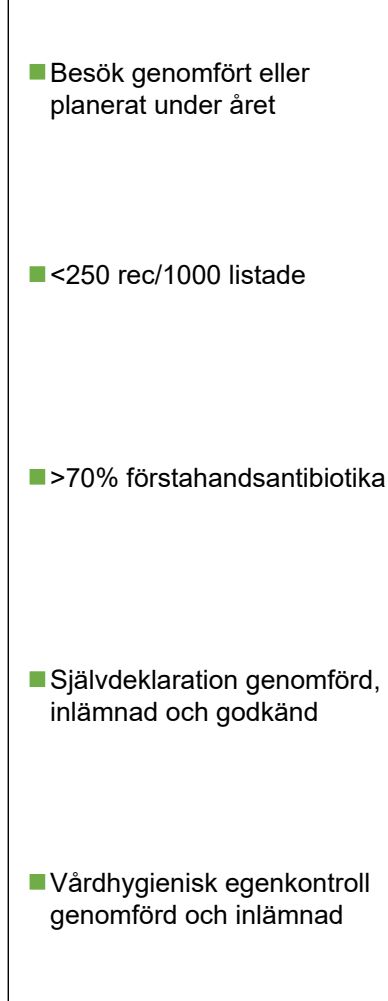 Besök genomfört eller
planerat under året
<250 rec/1000 listade
>70% förstahandsantibiotika
Självdeklaration genomförd,
inlämnad och godkänd
Vårdhygienisk egenkontroll
genomförd och inlämnad